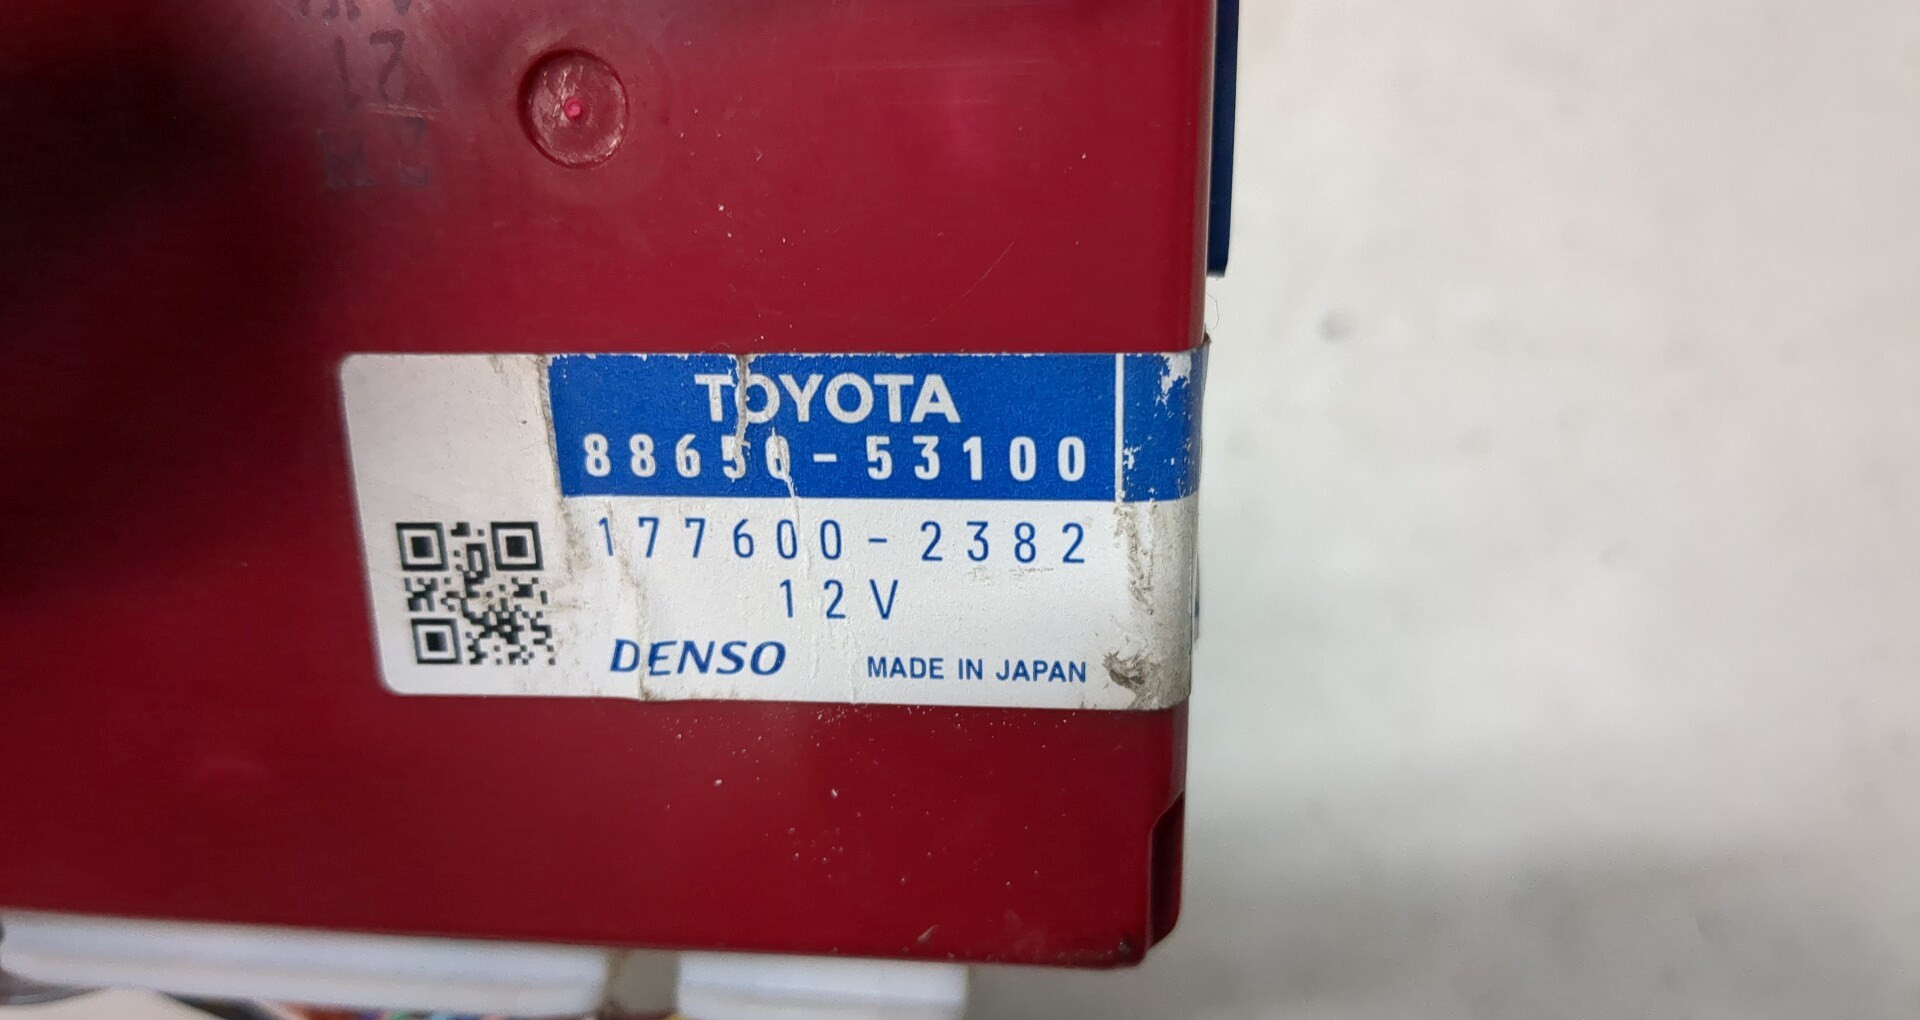 TOYOTA
88650-53100
177600-2382
12V
DENSO MADE IN JAPAN